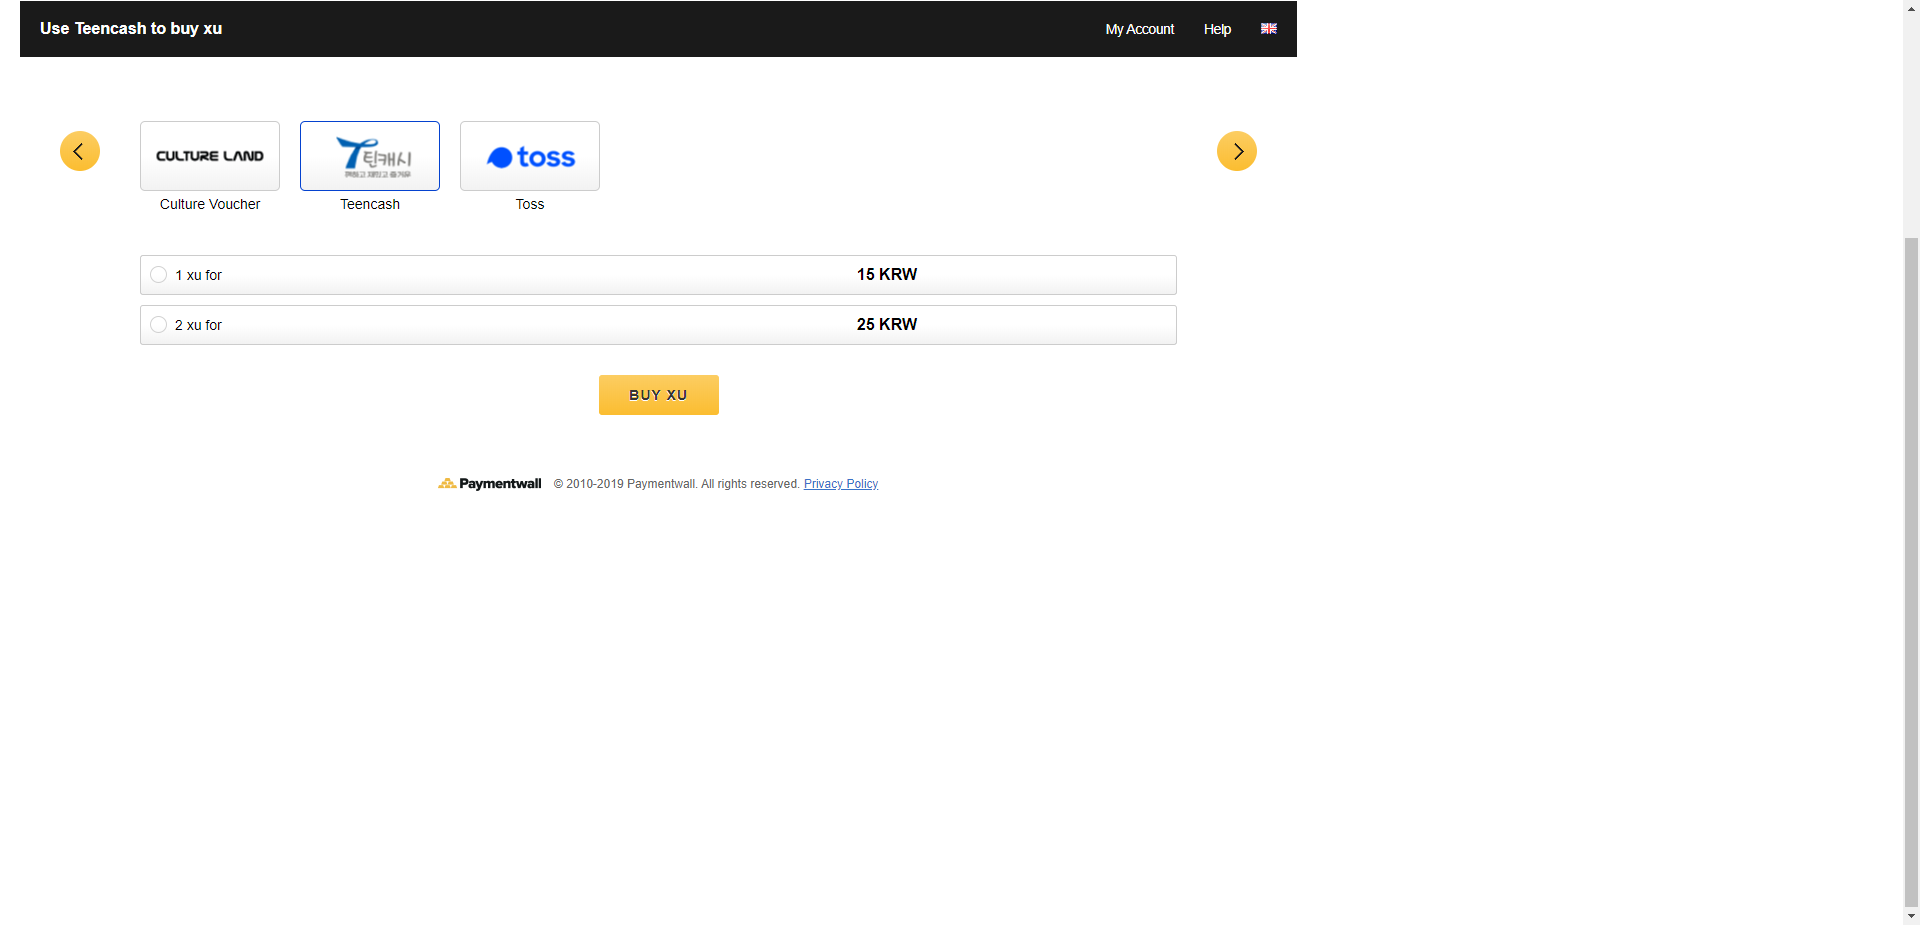 Use Teencash to buy xu
My Account
Help
CULTURE LAND
틴캐시
toss
Culture Voucher
Teencash
Toss
1 xu for
15 KRW
2 xu for
25 KRW
BUY XU
Paymentwall
© 2010-2019 Paymentwall. All rights reserved. Privacy Policy